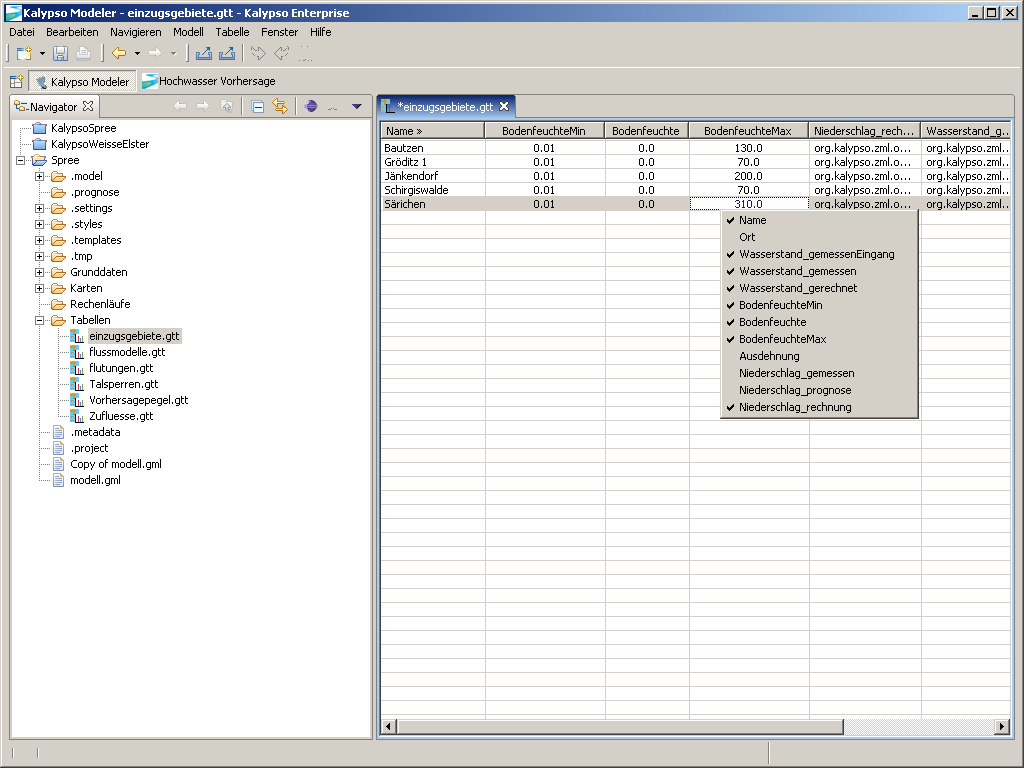 Kalypso Modeler - einzugsgebiete.gtt - Kalypso Enterprise
Datei Bearbeiten Navigieren Modell Tabelle Fenster Hilfe
Kalypso Modeler Hochwasser Vorhersage
Navigator
KalypsoSpree
KalypsoWeisseElster
Spree
.model
.prognose
.settings
.styles
.templates
.tmp
Grunddaten
Karten
Rechenläufe
Tabellen
einzugsgebiete.gtt
flussmodelle.gtt
flutungen.gtt
Talsperren.gtt
Vorhersagepegel.gtt
Zufluesse.gtt
.metadata
.project
Copy of modell.gml
modell.gml
*einzugsgebiete.gtt
Name » BodenfeuchteMin Bodenfeuchte BodenfeuchteMax Niederschlag_rech... Wasserstand_g...
Bautzen 0.01 0.0 130.0 org.kalypso.zml.o... org.kalypso.zml...
Gröditz 1 0.01 0.0 70.0 org.kalypso.zml.o... org.kalypso.zml...
Jänkendorf 0.01 0.0 200.0 org.kalypso.zml.o... org.kalypso.zml...
Schirgiswalde 0.01 0.0 70.0 org.kalypso.zml.o... org.kalypso.zml...
Särichen 0.01 0.0 310.0 org.kalypso.zml.o... org.kalypso.zml...
Name
Ort
Wasserstand_gemessenEingang
Wasserstand_gemessen
Wasserstand_gerechnet
BodenfeuchteMin
Bodenfeuchte
BodenfeuchteMax
Ausdehnung
Niederschlag_gemessen
Niederschlag_prognose
Niederschlag_rechnung